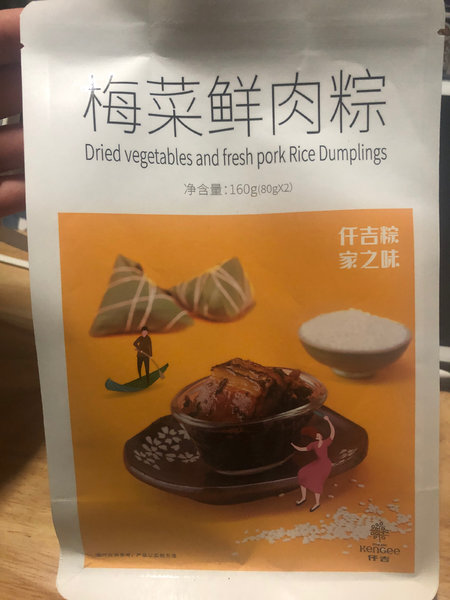 梅菜鲜肉粽
Dried vegetables and fresh pork Rice Dumplings
净含量：160g(80gX2)
仟吉粽
家之味
KenGee
仟吉